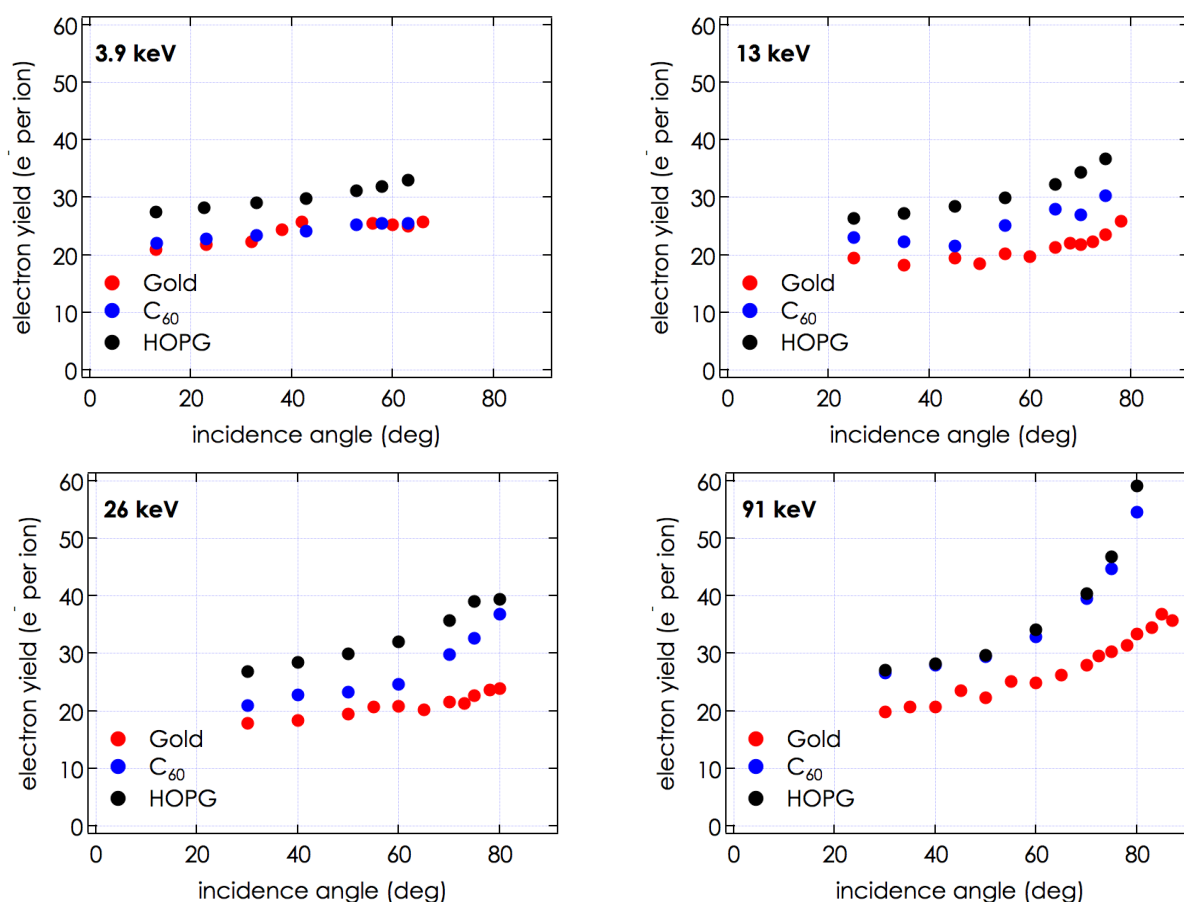 3.9 keV
60
50
40
30
20
10
0
electron yield (e⁻ per ion)
Gold
C₆₀
HOPG
0 20 40 60 80
incidence angle (deg)
13 keV
60
50
40
30
20
10
0
electron yield (e⁻ per ion)
Gold
C₆₀
HOPG
0 20 40 60 80
incidence angle (deg)
26 keV
60
50
40
30
20
10
0
electron yield (e⁻ per ion)
Gold
C₆₀
HOPG
0 20 40 60 80
incidence angle (deg)
91 keV
60
50
40
30
20
10
0
electron yield (e⁻ per ion)
Gold
C₆₀
HOPG
0 20 40 60 80
incidence angle (deg)